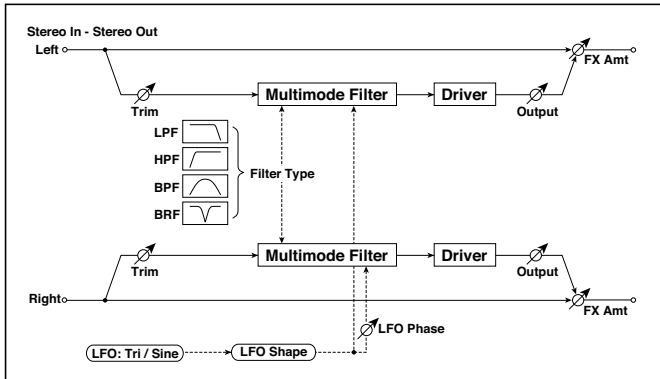 Stereo In - Stereo Out
Left
FX Amt
Trim
Multimode Filter
Driver
Output
LPF
HPF
BPF
BRF
Filter Type
Trim
Multimode Filter
Driver
Output
Right
FX Amt
LFO Phase
LFO: Tri / Sine
LFO Shape